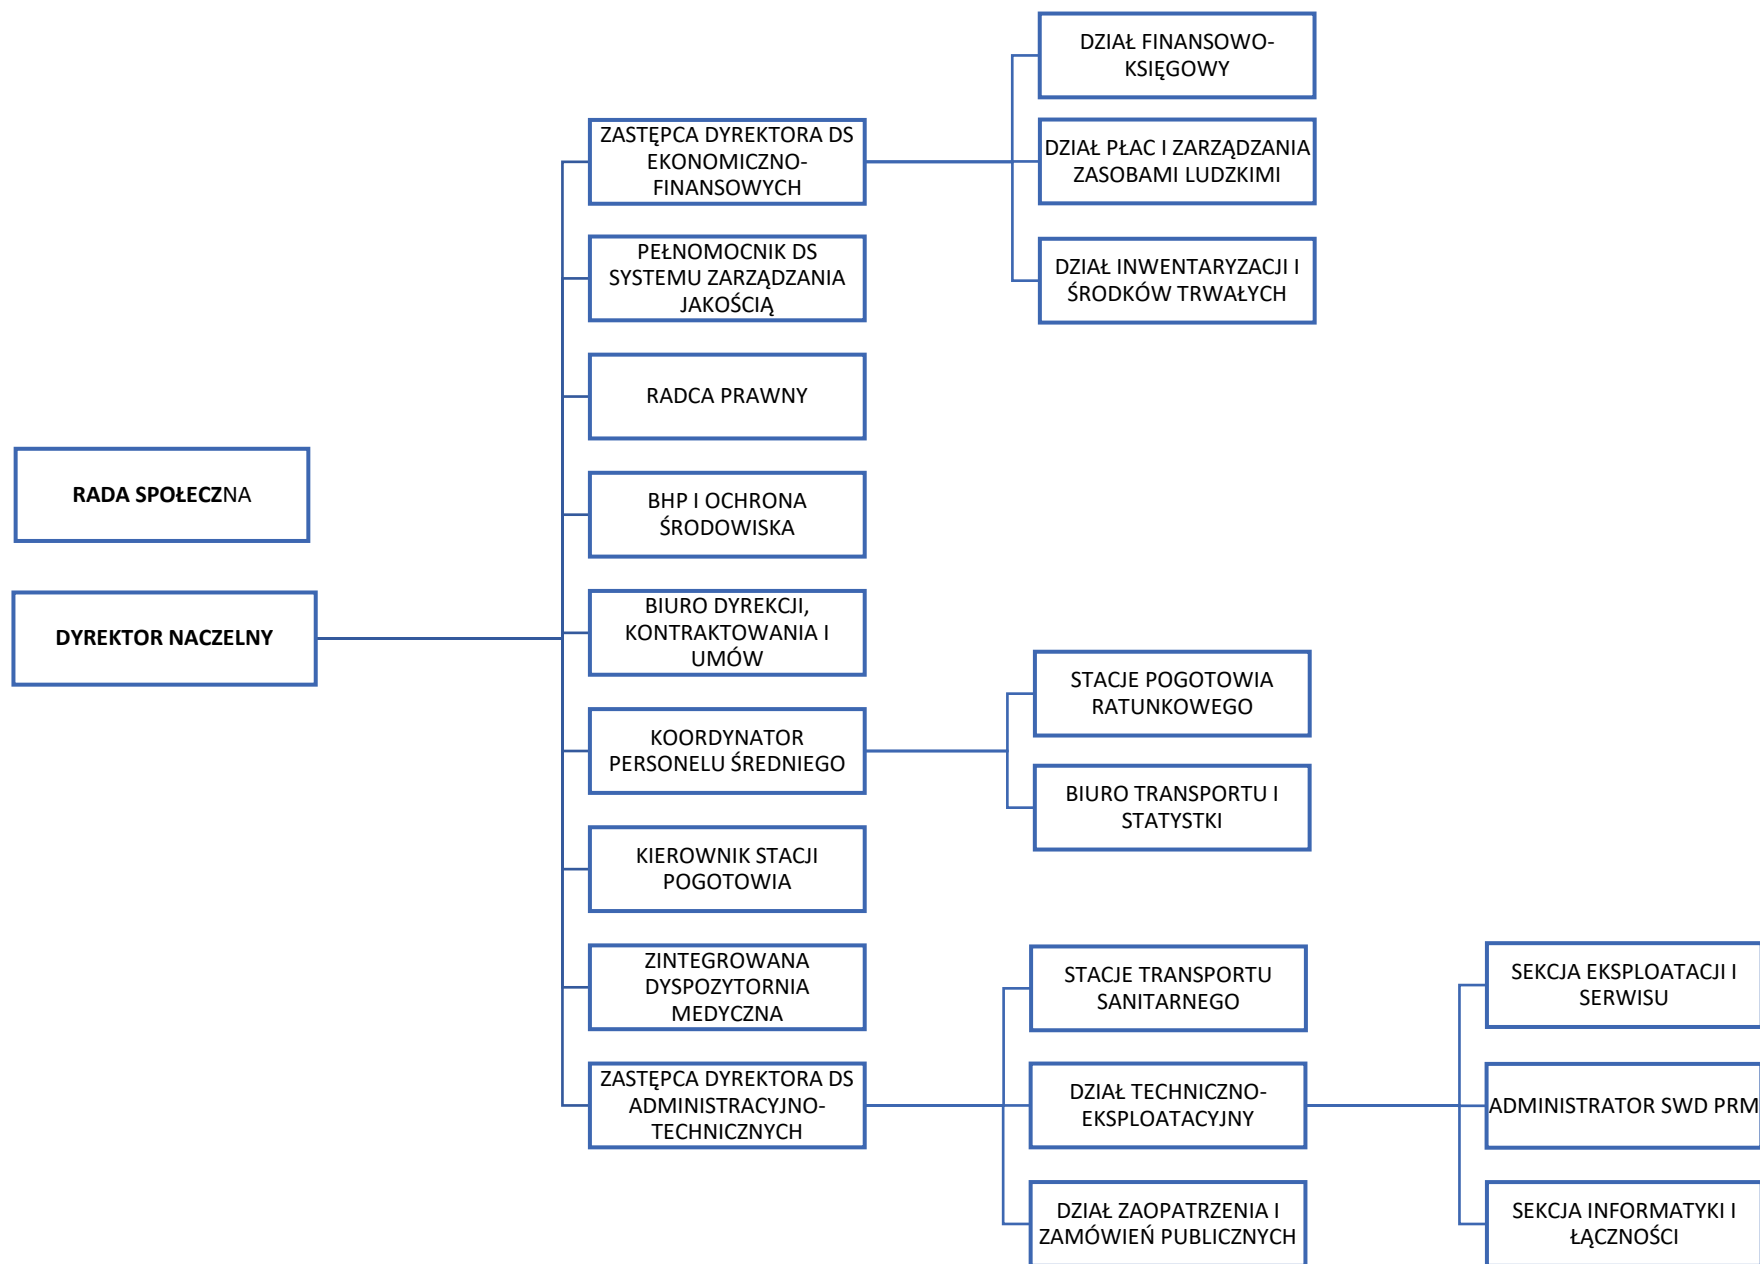 RADA SPOŁECZNA
DYREKTOR NACZELNY
ZASTĘPCA DYREKTORA DS
EKONOMICZNO-
FINANSOWYCH
DZIAŁ FINANSOWO-
KSIĘGOWY
DZIAŁ PŁAC I ZARZĄDZANIA
ZASOBAMI LUDZKIMI
DZIAŁ INWENTARYZACJI I
ŚRODKÓW TRWAŁYCH
PEŁNOMOCNIK DS
SYSTEMU ZARZĄDZANIA
JAKOŚCIĄ
RADCA PRAWNY
BHP I OCHRONA
ŚRODOWISKA
BIURO DYREKCJI,
KONTRAKTOWANIA I
UMÓW
KOORDYNATOR
PERSONELU ŚREDNIEGO
STACJE POGOTOWIA
RATUNKOWEGO
BIURO TRANSPORTU I
STATYSTKI
KIEROWNIK STACJI
POGOTOWIA
ZINTEGROWANA
DYSPOZYTORNIA
MEDYCZNA
ZASTĘPCA DYREKTORA DS
ADMINISTRACYJNO-
TECHNICZNYCH
STACJE TRANSPORTU
SANITARNEGO
DZIAŁ TECHNICZNO-
EKSPLOATACYJNY
SEKCJA EKSPLOATACJI I
SERWISU
ADMINISTRATOR SWD PRM
SEKCJA INFORMATYKI I
ŁĄCZNOŚCI
DZIAŁ ZAOPATRZENIA I
ZAMÓWIEŃ PUBLICZNYCH